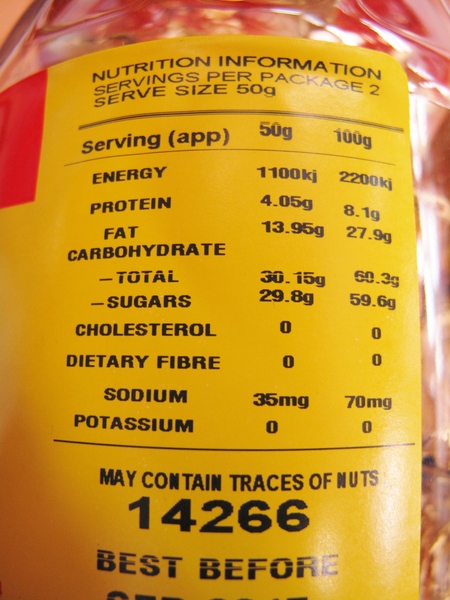 NUTRITION INFORMATION
SERVINGS PER PACKAGE 2
SERVE SIZE 50g
Serving (app) 50g 100g
ENERGY 1100kj 2200kj
PROTEIN 4.05g 8.1g
FAT 13.95g 27.9g
CARBOHYDRATE
–TOTAL 30.15g 60.3g
–SUGARS 29.8g 59.6g
CHOLESTEROL 0 0
DIETARY FIBRE 0 0
SODIUM 35mg 70mg
POTASSIUM 0 0
MAY CONTAIN TRACES OF NUTS
14266
BEST BEFORE